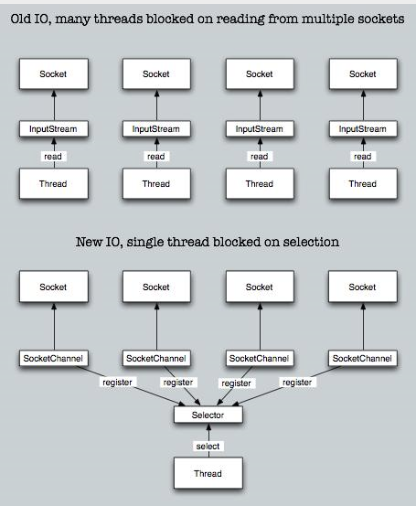 Old IO, many threads blocked on reading from multiple sockets
Socket Socket Socket Socket
InputStream InputStream InputStream InputStream
read read read read
Thread Thread Thread Thread
New IO, single thread blocked on selection
Socket Socket Socket Socket
SocketChannel SocketChannel SocketChannel SocketChannel
register register register register
Selector
select
Thread